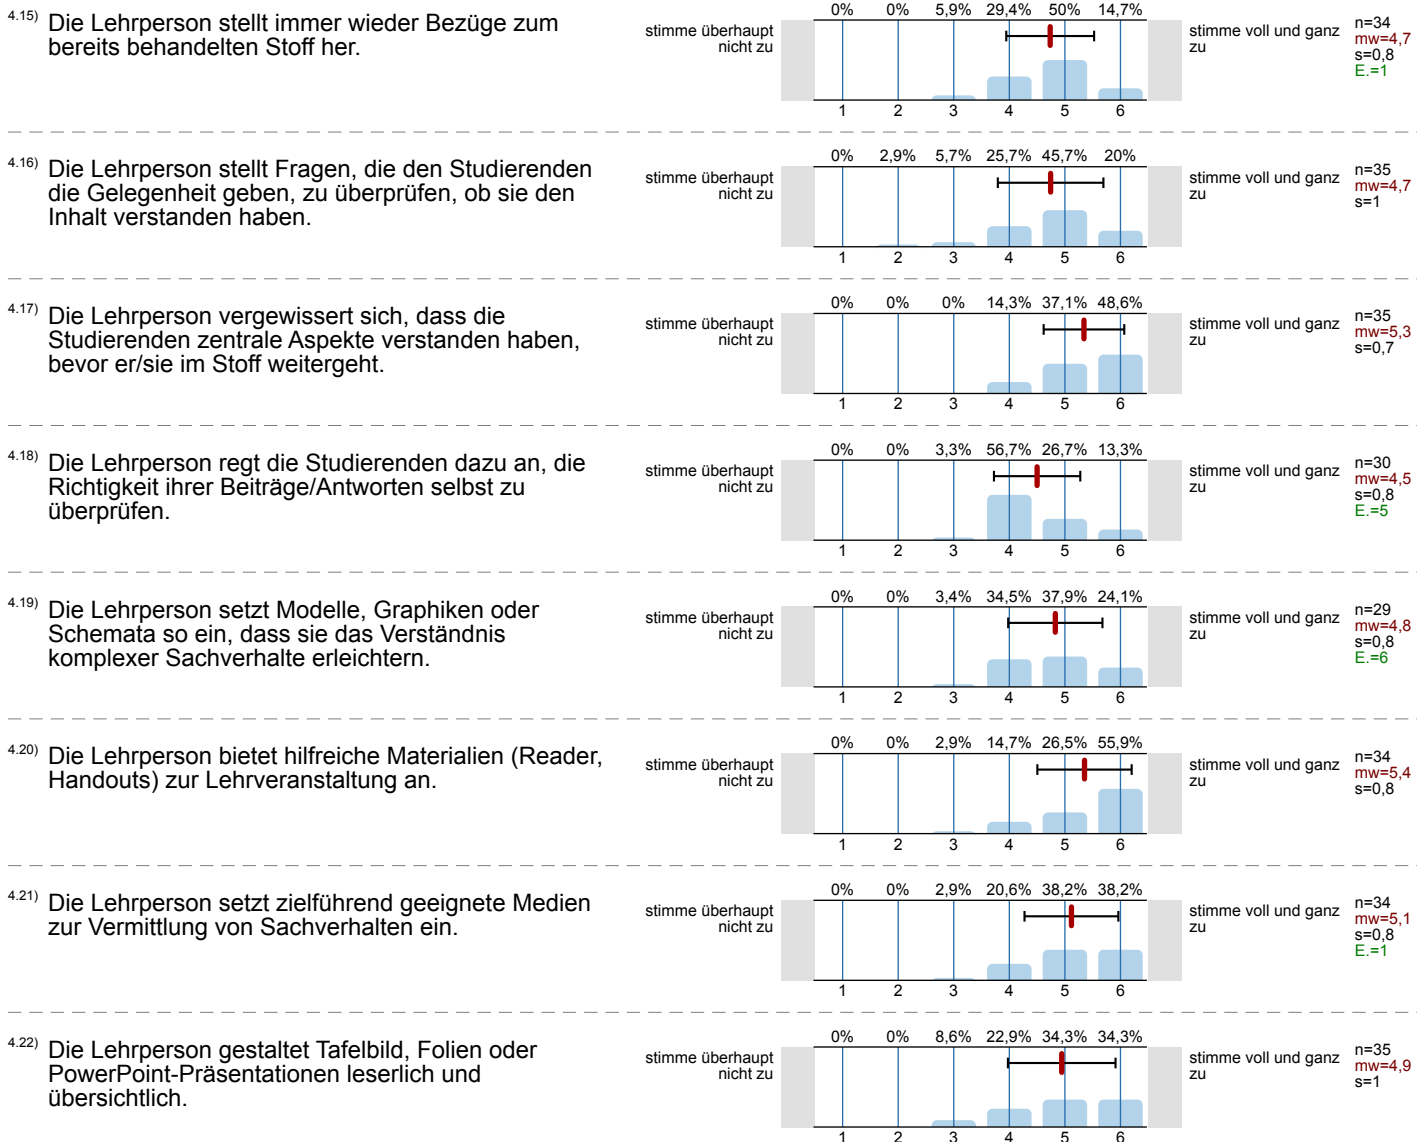 4.15) Die Lehrperson stellt immer wieder Bezüge zum
bereits behandelten Stoff her.
stimme überhaupt
nicht zu
0% 0% 5,9% 29,4% 50% 14,7%
1 2 3 4 5 6
stimme voll und ganz
zu
n=34
mw=4,7
s=0,8
E.=1
4.16) Die Lehrperson stellt Fragen, die den Studierenden
die Gelegenheit geben, zu überprüfen, ob sie den
Inhalt verstanden haben.
stimme überhaupt
nicht zu
0% 2,9% 5,7% 25,7% 45,7% 20%
1 2 3 4 5 6
stimme voll und ganz
zu
n=35
mw=4,7
s=1
4.17) Die Lehrperson vergewissert sich, dass die
Studierenden zentrale Aspekte verstanden haben,
bevor er/sie im Stoff weitergeht.
stimme überhaupt
nicht zu
0% 0% 0% 14,3% 37,1% 48,6%
1 2 3 4 5 6
stimme voll und ganz
zu
n=35
mw=5,3
s=0,7
4.18) Die Lehrperson regt die Studierenden dazu an, die
Richtigkeit ihrer Beiträge/Antworten selbst zu
überprüfen.
stimme überhaupt
nicht zu
0% 0% 3,3% 56,7% 26,7% 13,3%
1 2 3 4 5 6
stimme voll und ganz
zu
n=30
mw=4,5
s=0,8
E.=5
4.19) Die Lehrperson setzt Modelle, Graphiken oder
Schemata so ein, dass sie das Verständnis
komplexer Sachverhalte erleichtern.
stimme überhaupt
nicht zu
0% 0% 3,4% 34,5% 37,9% 24,1%
1 2 3 4 5 6
stimme voll und ganz
zu
n=29
mw=4,8
s=0,8
E.=6
4.20) Die Lehrperson bietet hilfreiche Materialien (Reader,
Handouts) zur Lehrveranstaltung an.
stimme überhaupt
nicht zu
0% 0% 2,9% 14,7% 26,5% 55,9%
1 2 3 4 5 6
stimme voll und ganz
zu
n=34
mw=5,4
s=0,8
4.21) Die Lehrperson setzt zielführend geeignete Medien
zur Vermittlung von Sachverhalten ein.
stimme überhaupt
nicht zu
0% 0% 2,9% 20,6% 38,2% 38,2%
1 2 3 4 5 6
stimme voll und ganz
zu
n=34
mw=5,1
s=0,8
E.=1
4.22) Die Lehrperson gestaltet Tafelbild, Folien oder
PowerPoint-Präsentationen leserlich und
übersichtlich.
stimme überhaupt
nicht zu
0% 0% 8,6% 22,9% 34,3% 34,3%
1 2 3 4 5 6
stimme voll und ganz
zu
n=35
mw=4,9
s=1